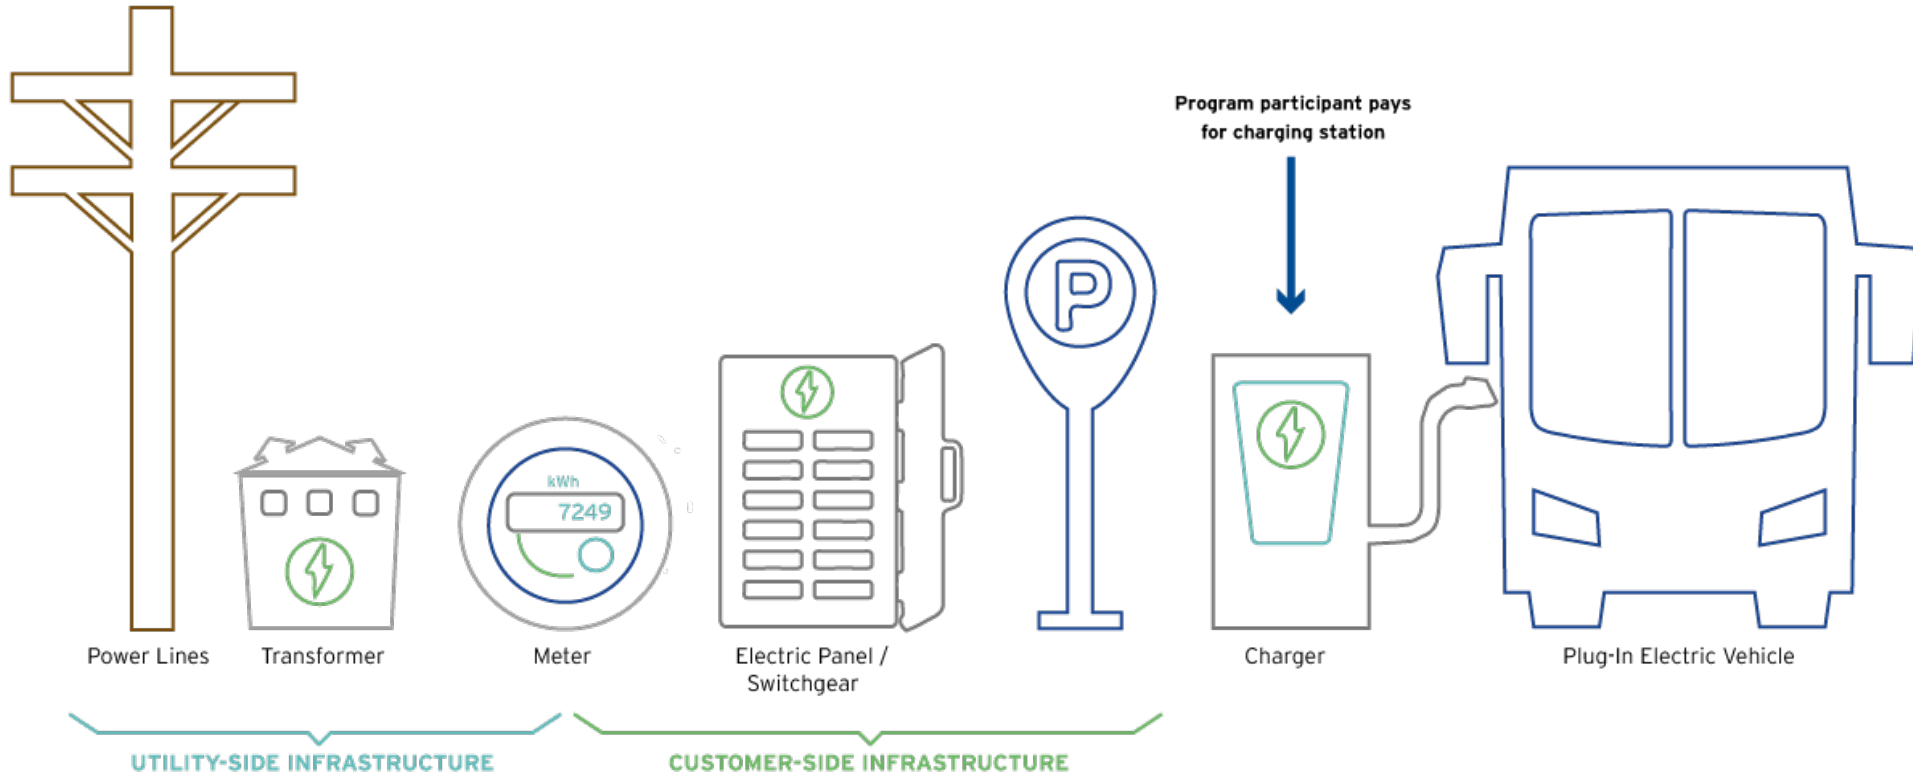 Program participant pays
for charging station
P
kWh
7249
Power Lines
Transformer
Meter
Electric Panel /
Switchgear
Charger
Plug-In Electric Vehicle
UTILITY-SIDE INFRASTRUCTURE
CUSTOMER-SIDE INFRASTRUCTURE